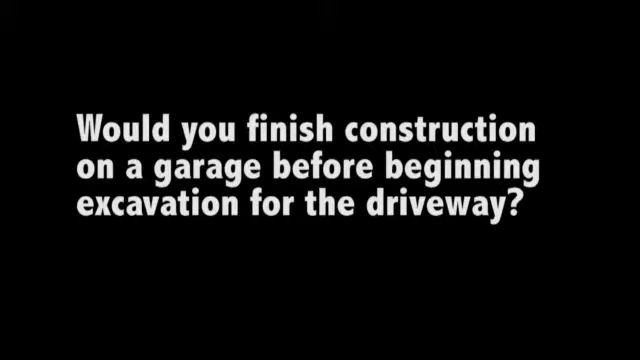 Would you finish construction
on a garage before beginning
excavation for the driveway?